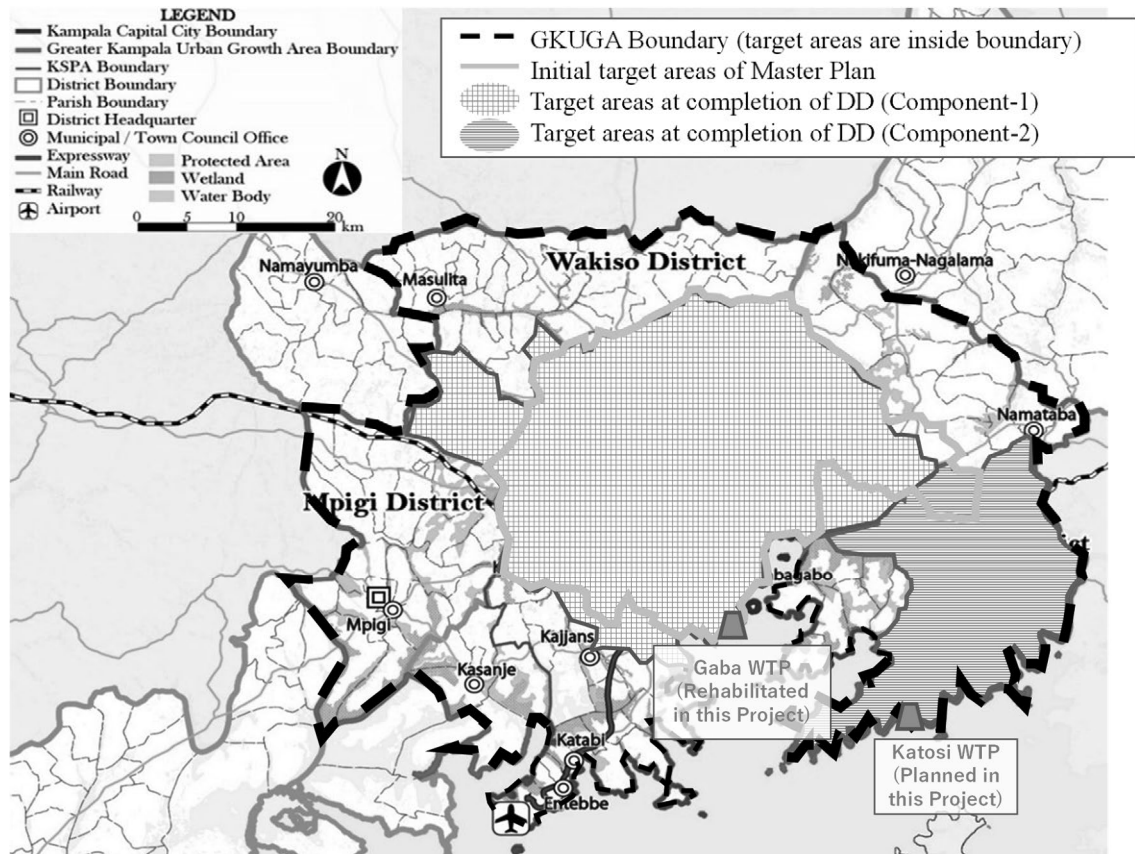 LEGEND
Kampala Capital City Boundary
Greater Kampala Urban Growth Area Boundary
KSPA Boundary
District Boundary
Parish Boundary
District Headquarter
Municipal / Town Council Office
Expressway
Main Road
Railway
Airport
Protected Area
Wetland
Water Body
N
0 5 10 20
km
GKUGA Boundary (target areas are inside boundary)
Initial target areas of Master Plan
Target areas at completion of DD (Component-1)
Target areas at completion of DD (Component-2)
Namayumba
Masulita
Wakiso District
Nakifuma-Nagalama
Namataba
Mpigi District
Mpigi
Kasanje
Kajjans
Katabi
Entebbe
Gaba WTP
(Rehabilitated
in this Project)
Katosi WTP
(Planned in
this Project)